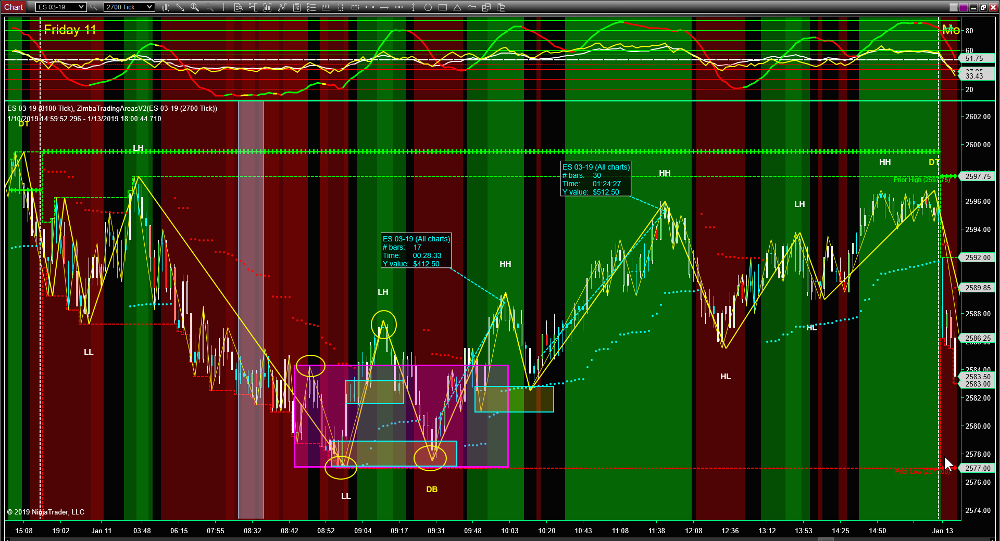 Chart ES 03-19 2700 Tick
Friday 11
Mo
80
60
51.75
33.43
20
ES 03-19 (8100 Tick), ZimbaTradingAreasV2(ES 03-19 (2700 Tick))
1/10/2019 14:59:52.296 - 1/13/2019 18:00:44.710
DT
2602.00
2600.00
LH
HH
DT
ES 03-19 (All charts)
# bars: 30
Time: 01:24:27
Y value: $512.50
HH
2597.75
Prior High (2597.75)
2596.00
LH
2594.00
ES 03-19 (All charts)
# bars: 17
Time: 00:28:33
Y value: $412.50
2592.00
HH
2589.85
LH
2588.00
HL
2586.25
LL
2584.00
HL
2583.50
2583.00
2582.00
2580.00
2578.00
2577.00
2576.00
DB
LL
2574.00
© 2019 NinjaTrader, LLC
15:08 19:02 Jan 11 03:48 06:15 07:55 08:32 08:42 08:52 09:04 09:17 09:31 09:48 10:03 10:20 10:43 11:08 11:38 12:08 12:36 13:12 13:53 14:25 14:50 Jan 13